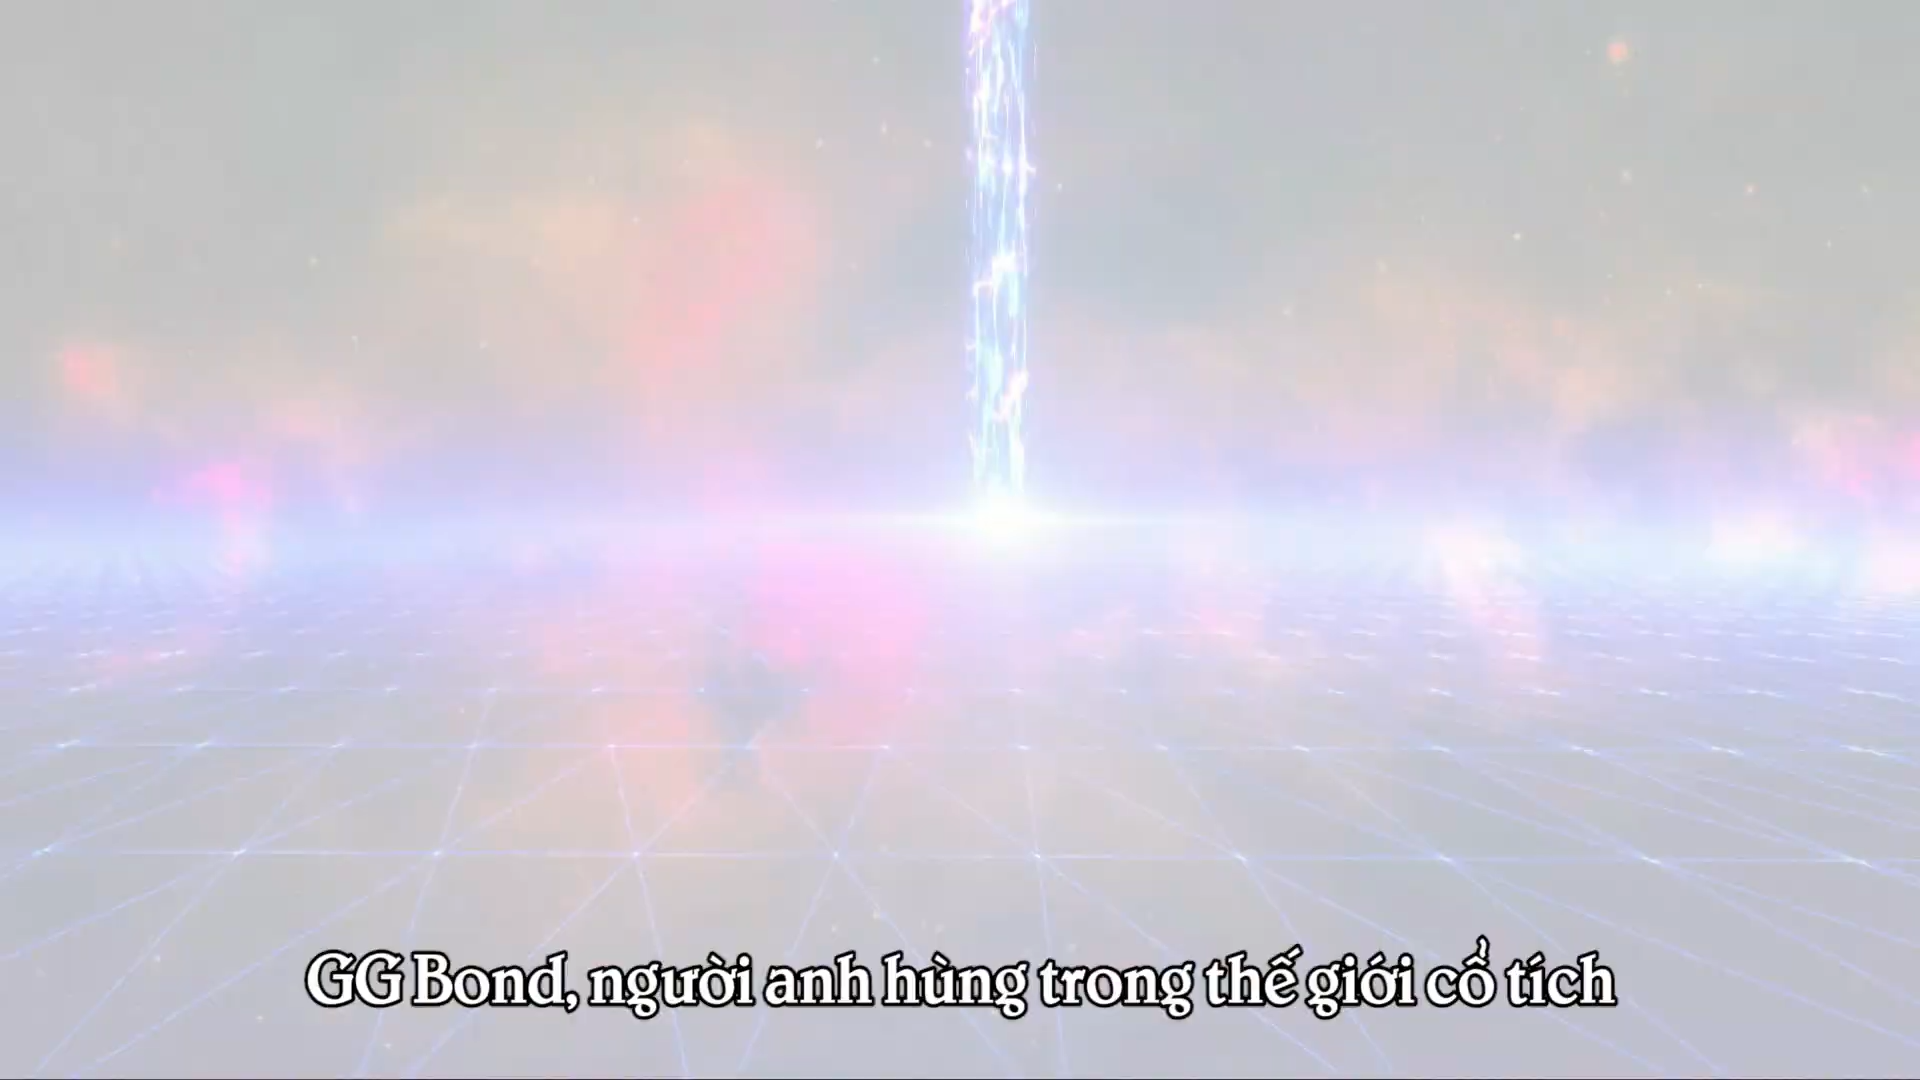 GG Bond, người anh hùng trong thế giới cổ tích